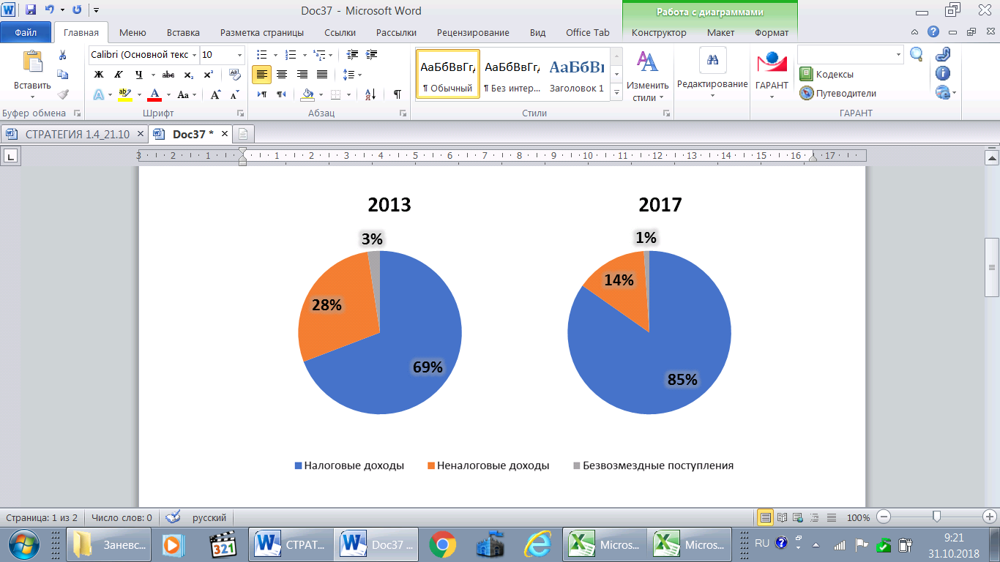 Doc37 - Microsoft Word
Работа с диаграммами
Файл Главная Меню Вставка Разметка страницы Ссылки Рассылки Рецензирование Вид Office Tab Конструктор Макет Формат
Вставить
Буфер обмена
Calibri (Основной текс 10
Ж К Ч abc x₂ x²
A ab A Aa A A
Шрифт
Абзац
АаБбВвГг, АаБбВвГг, АаБбВı
¶ Обычный ¶ Без интер... Заголовок 1
Стили
Изменить стили
Редактирование
ГАРАНТ
Кодексы
Путеводители
ГАРАНТ
СТРАТЕГИЯ 1.4_21.10 Doc37 *
3 2 1 1 2 3 4 5 6 7 8 9 10 11 12 13 14 15 16 17
2013 2017
3% 1%
28% 14%
69% 85%
Налоговые доходы Неналоговые доходы Безвозмездные поступления
Страница: 1 из 2 Число слов: 0 русский 100%
Заневс... 321 СТРАТ... Doc37 ... Micros... Micros... RU 9:21
31.10.2018